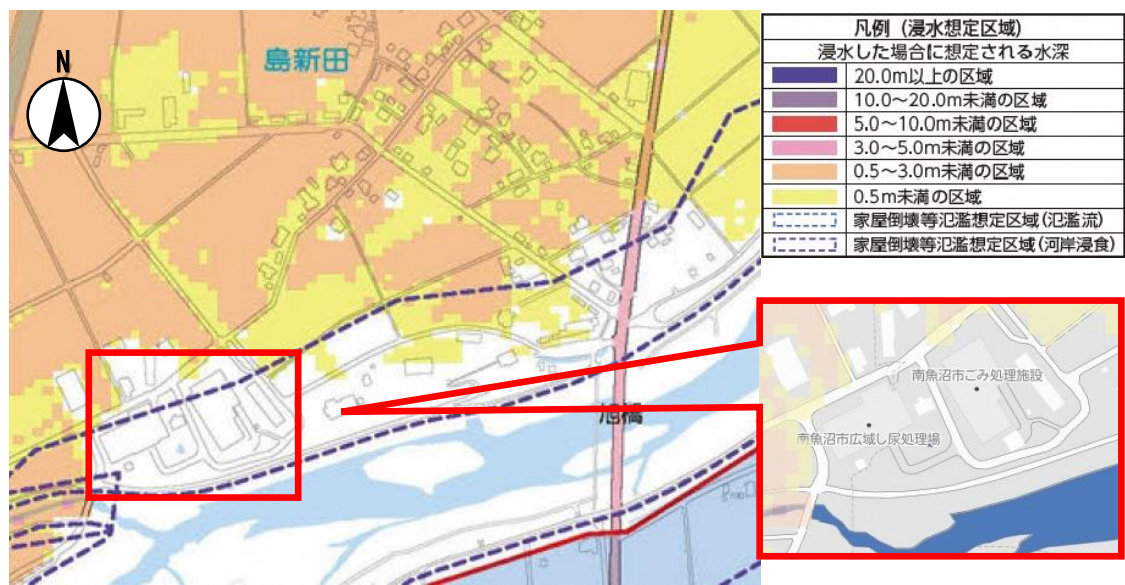 N
島新田
旭橋
凡例（浸水想定区域）
浸水した場合に想定される水深
20.0m以上の区域
10.0～20.0m未満の区域
5.0～10.0m未満の区域
3.0～5.0m未満の区域
0.5～3.0m未満の区域
0.5m未満の区域
家屋倒壊等氾濫想定区域(氾濫流)
家屋倒壊等氾濫想定区域(河岸浸食)
南魚沼市ごみ処理施設
南魚沼市広域し尿処理場